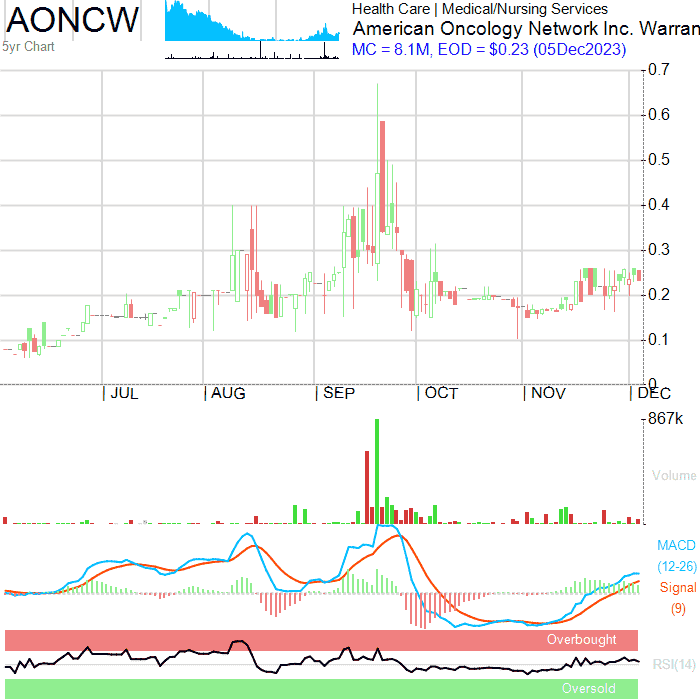 AONCW
5yr Chart
Health Care | Medical/Nursing Services
American Oncology Network Inc. Warran
MC = 8.1M, EOD = $0.23 (05Dec2023)
0.7
0.6
0.5
0.4
0.3
0.2
0.1
0
| JUL | AUG | SEP | OCT | NOV | DEC
867k
Volume
MACD
(12-26)
Signal
(9)
Overbought
RSI(14)
Oversold